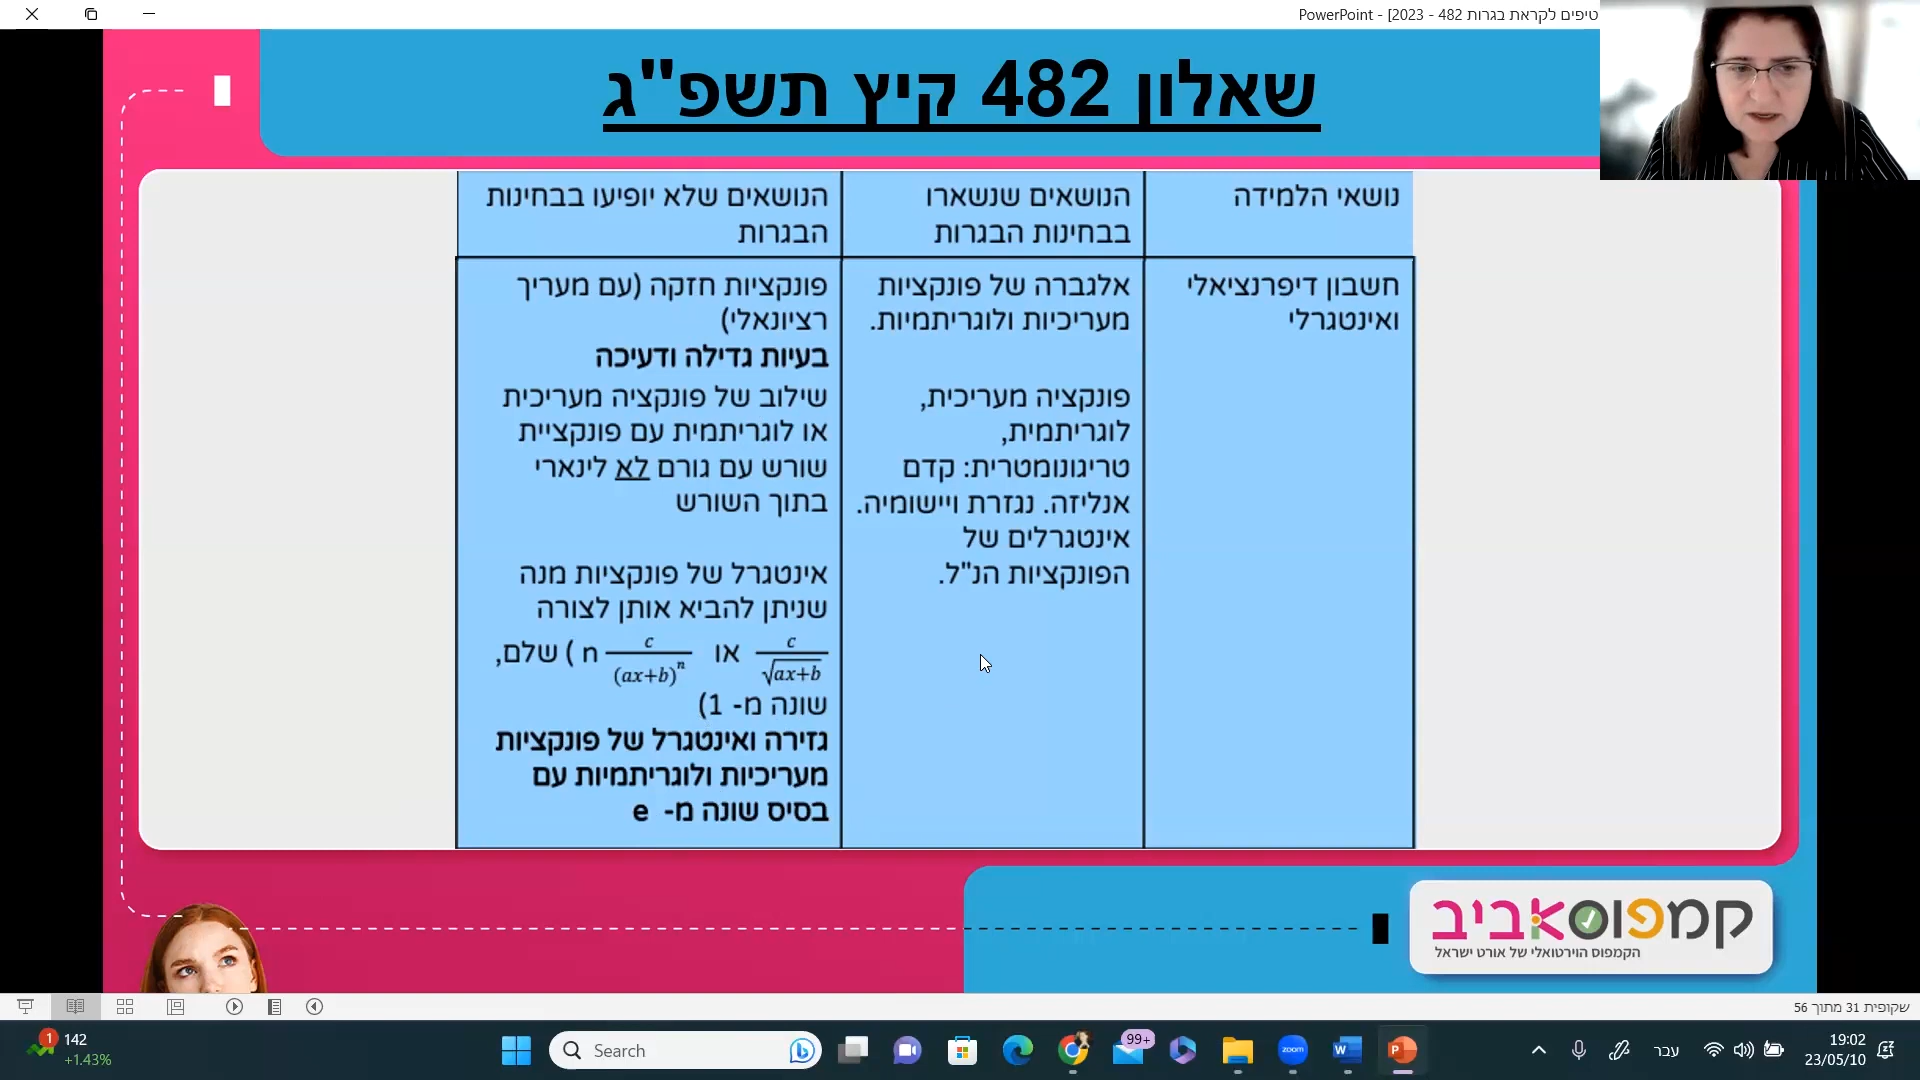 טיפים לקראת בגרות 482 - 2023] - PowerPoint
שאלון 482 קיץ תשפ"ג
נושאי הלמידה
הנושאים שנשארו
בבחינות הבגרות
הנושאים שלא יופיעו בבחינות
הבגרות
חשבון דיפרנציאלי
ואינטגרלי
אלגברה של פונקציות
מעריכיות ולוגריתמיות.
פונקציה מעריכית,
לוגריתמית,
טריגונומטרית: קדם
אנליזה. נגזרת ויישומיה.
אינטגרלים של
הפונקציות הנ"ל.
פונקציות חזקה (עם מעריך
רציונאלי)
בעיות גדילה ודעיכה
שילוב של פונקציה מעריכית
או לוגריתמית עם פונקציית
שורש עם גורם לא לינארי
בתוך השורש
אינטגרל של פונקציות מנה
שניתן להביא אותן לצורה
c/√(ax+b) או c/(ax+b)^n ( n שלם,
שונה מ- 1)
גזירה ואינטגרל של פונקציות
מעריכיות ולוגריתמיות עם
בסיס שונה מ- e
קמפוסאביב
הקמפוס הוירטואלי של אורט ישראל
שקופית 31 מתוך 56
1
142
+1.43%
Search
99+
zoom
עבר
19:02
23/05/10